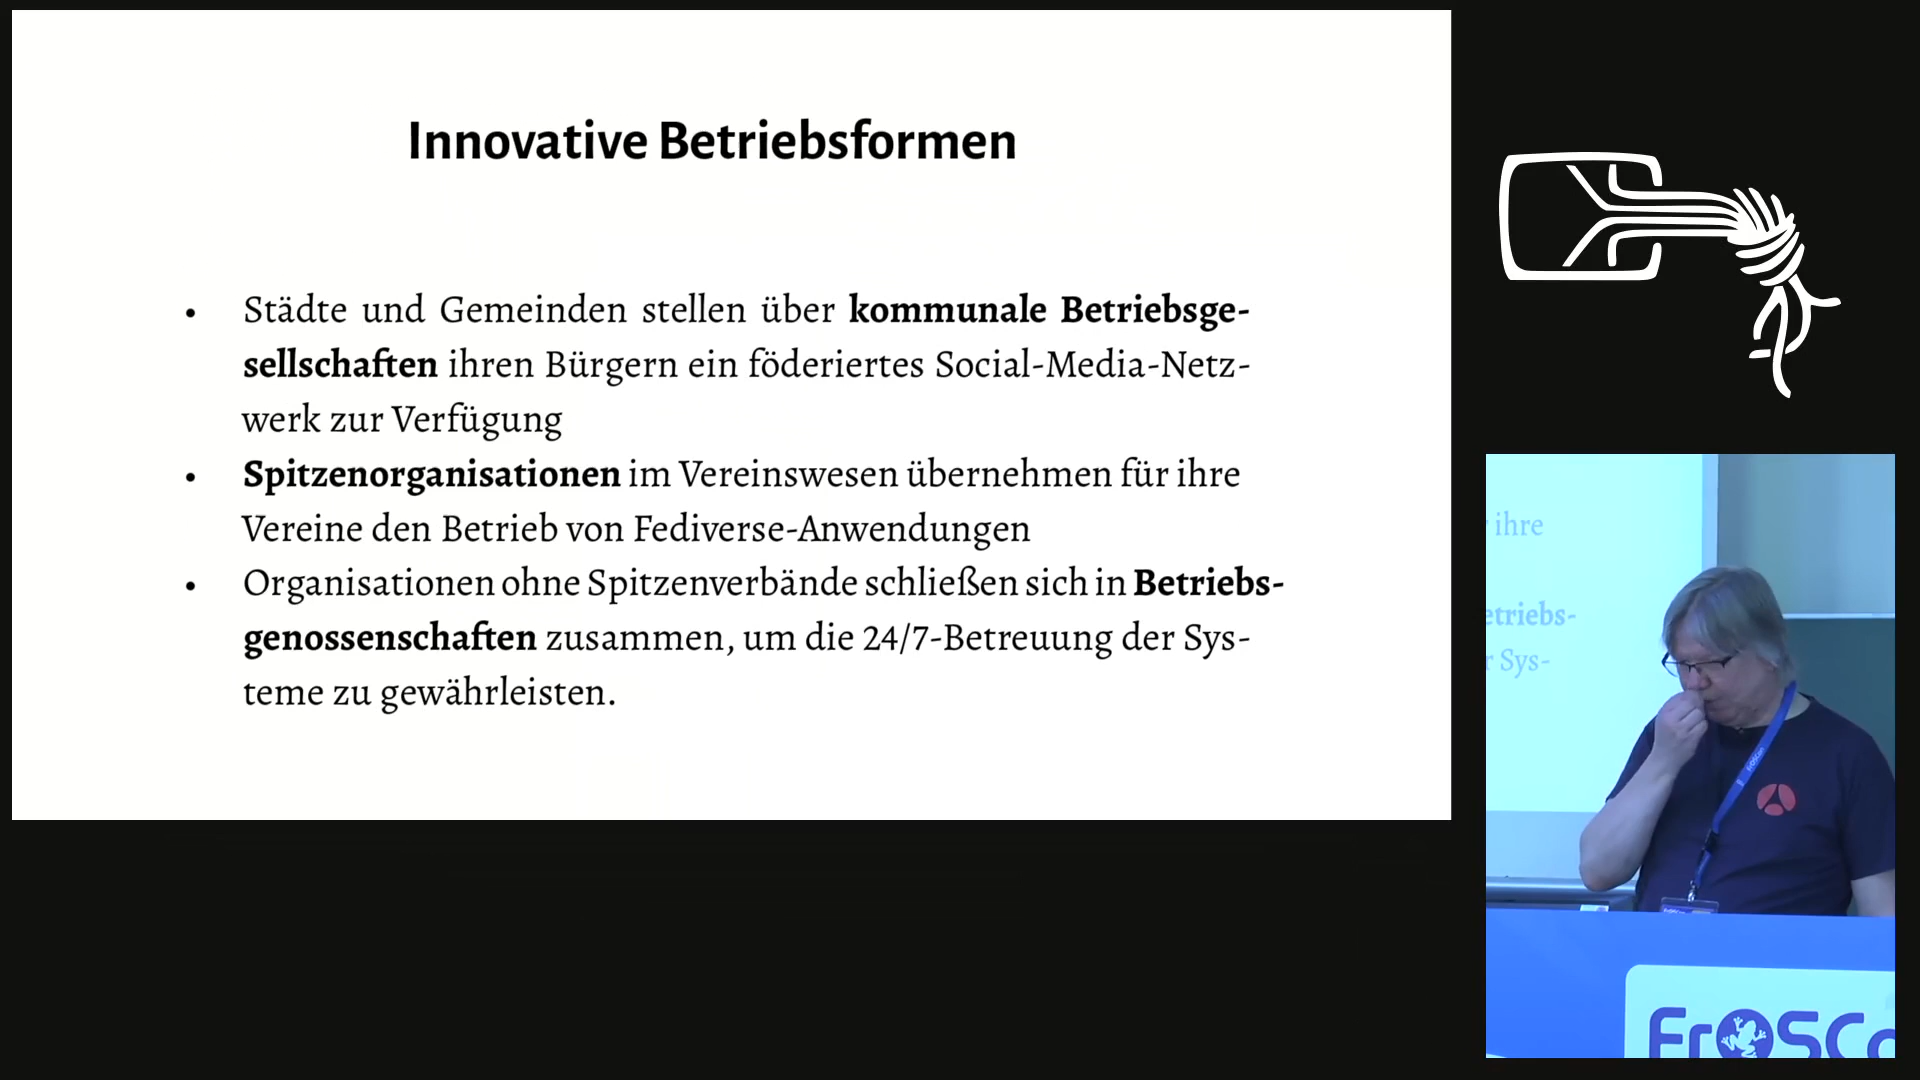 Innovative Betriebsformen
• Städte und Gemeinden stellen über kommunale Betriebsge-
sellschaften ihren Bürgern ein föderiertes Social-Media-Netz-
werk zur Verfügung
• Spitzenorganisationen im Vereinswesen übernehmen für ihre
Vereine den Betrieb von Fediverse-Anwendungen
• Organisationen ohne Spitzenverbände schließen sich in Betriebs-
genossenschaften zusammen, um die 24/7-Betreuung der Sys-
teme zu gewährleisten.
ihre
etriebs-
r Sys-
FrOSCon
FrOSCo